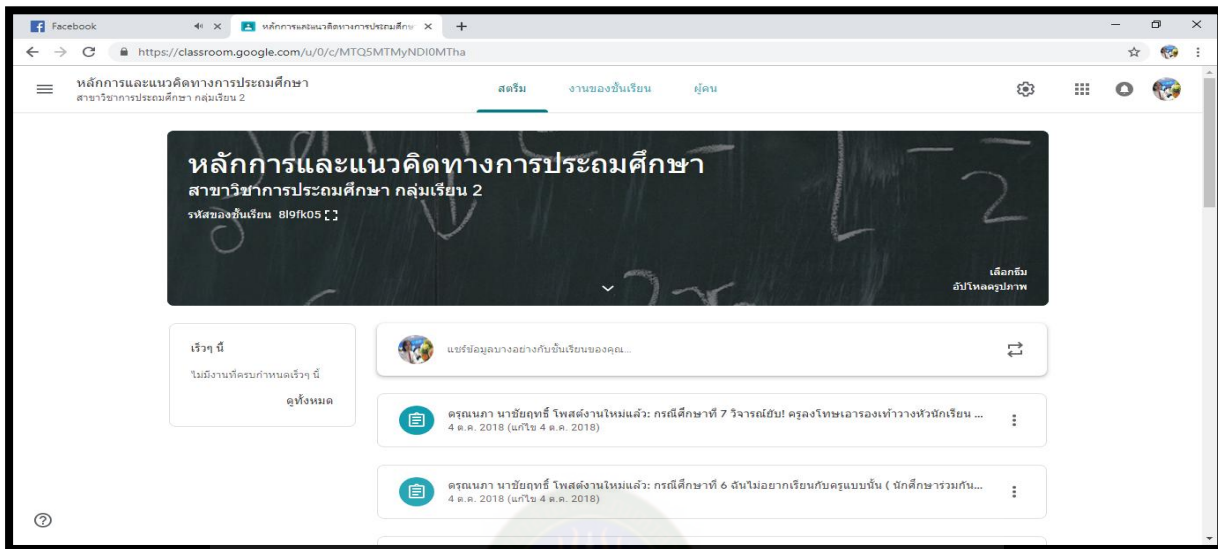 Facebook
หลักการและแนวคิดทางการประถมศึกษ
https://classroom.google.com/u/0/c/MTQ5MTMyNDI0MTha
หลักการและแนวคิดทางการประถมศึกษา
สาขาวิชาการประถมศึกษา กลุ่มเรียน 2
สตรีม งานของชั้นเรียน ผู้คน
หลักการและแนวคิดทางการประถมศึกษา
สาขาวิชาการประถมศึกษา กลุ่มเรียน 2
รหัสของชั้นเรียน 8l9fk05
เลือกธีม
อัปโหลดรูปภาพ
เร็วๆ นี้
ไม่มีงานที่ครบกำหนดเร็วๆ นี้
ดูทั้งหมด
แชร์ข้อมูลบางอย่างกับชั้นเรียนของคุณ...
ดรุณนภา นาชัยฤทธิ์ โพสต์งานใหม่แล้ว: กรณีศึกษาที่ 7 วิจารณ์ยับ! ครูลงโทษเอารองเท้าวางหัวนักเรียน ...
4 ต.ค. 2018 (แก้ไข 4 ต.ค. 2018)
ดรุณนภา นาชัยฤทธิ์ โพสต์งานใหม่แล้ว: กรณีศึกษาที่ 6 ฉันไม่อยากเรียนกับครูแบบนั้น ( นักศึกษาร่วมกัน...
4 ต.ค. 2018 (แก้ไข 4 ต.ค. 2018)